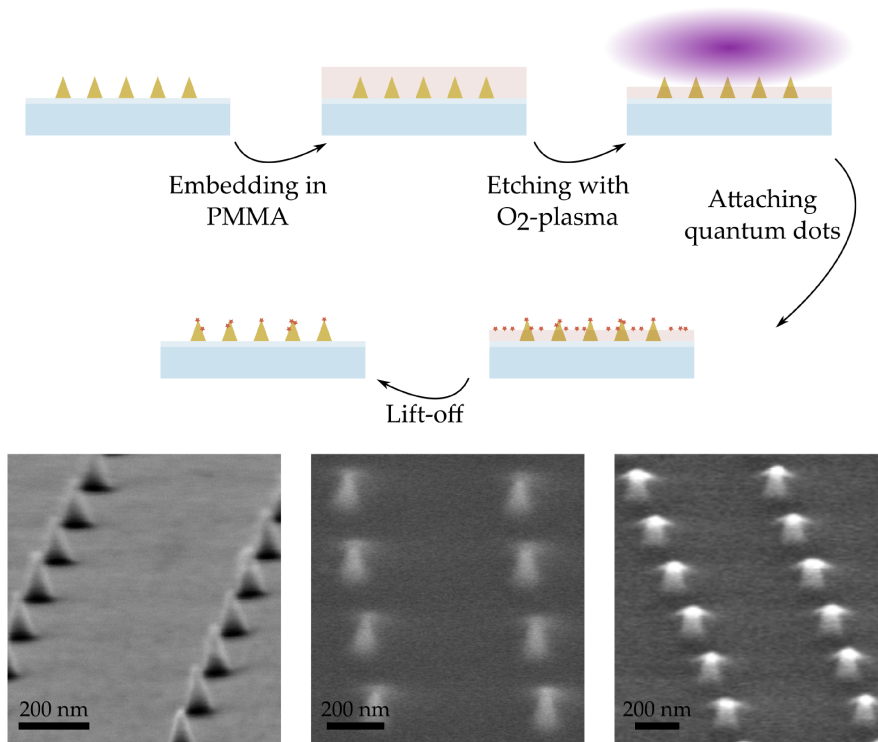 Embedding in
PMMA
Etching with
O2-plasma
Attaching
quantum dots
Lift-off
200 nm
200 nm
200 nm